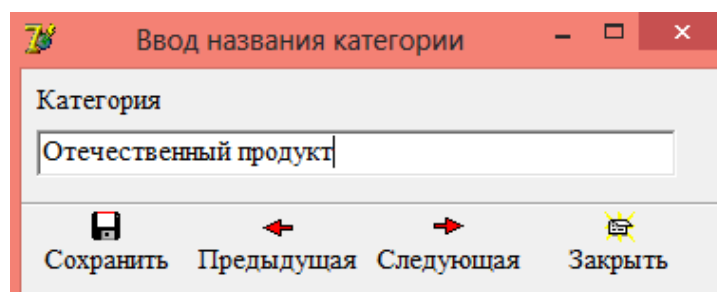 Ввод названия категории
Категория
Отечественный продукт
Сохранить Предыдущая Следующая Закрыть